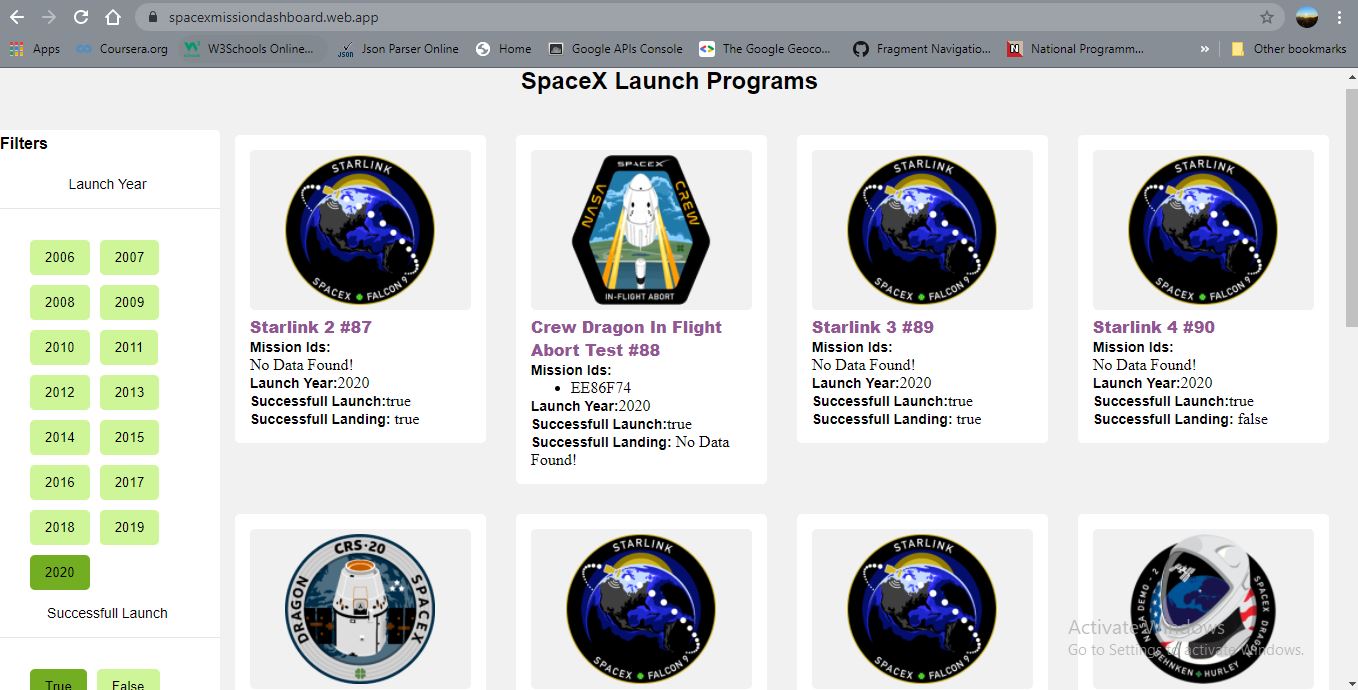 spacexmissiondashboard.web.app
Apps
Coursera.org
W3Schools Online...
Json Parser Online
Home
Google APIs Console
The Google Geoco...
Fragment Navigatio...
National Programm...
»
Other bookmarks
SpaceX Launch Programs
Filters
Launch Year
2006 2007
2008 2009
2010 2011
2012 2013
2014 2015
2016 2017
2018 2019
2020
Successfull Launch
True False
STARLINK
SPACEX FALCON 9
Starlink 2 #87
Mission Ids:
No Data Found!
Launch Year:2020
Successfull Launch:true
Successfull Landing: true
SPACEX
NASA CREW
IN-FLIGHT ABORT
Crew Dragon In Flight
Abort Test #88
Mission Ids:
• EE86F74
Launch Year:2020
Successfull Launch:true
Successfull Landing: No Data
Found!
STARLINK
SPACEX FALCON 9
Starlink 3 #89
Mission Ids:
No Data Found!
Launch Year:2020
Successfull Launch:true
Successfull Landing: true
STARLINK
SPACEX FALCON 9
Starlink 4 #90
Mission Ids:
No Data Found!
Launch Year:2020
Successfull Launch:true
Successfull Landing: false
CRS-20
DRAGON SPACEX
STARLINK
SPACEX FALCON 9
STARLINK
SPACEX FALCON 9
NASA DEMO - 2
SPACEX DRAGON
BEHNKEN HURLEY
Activate Windows
Go to Settings to activate Windows.